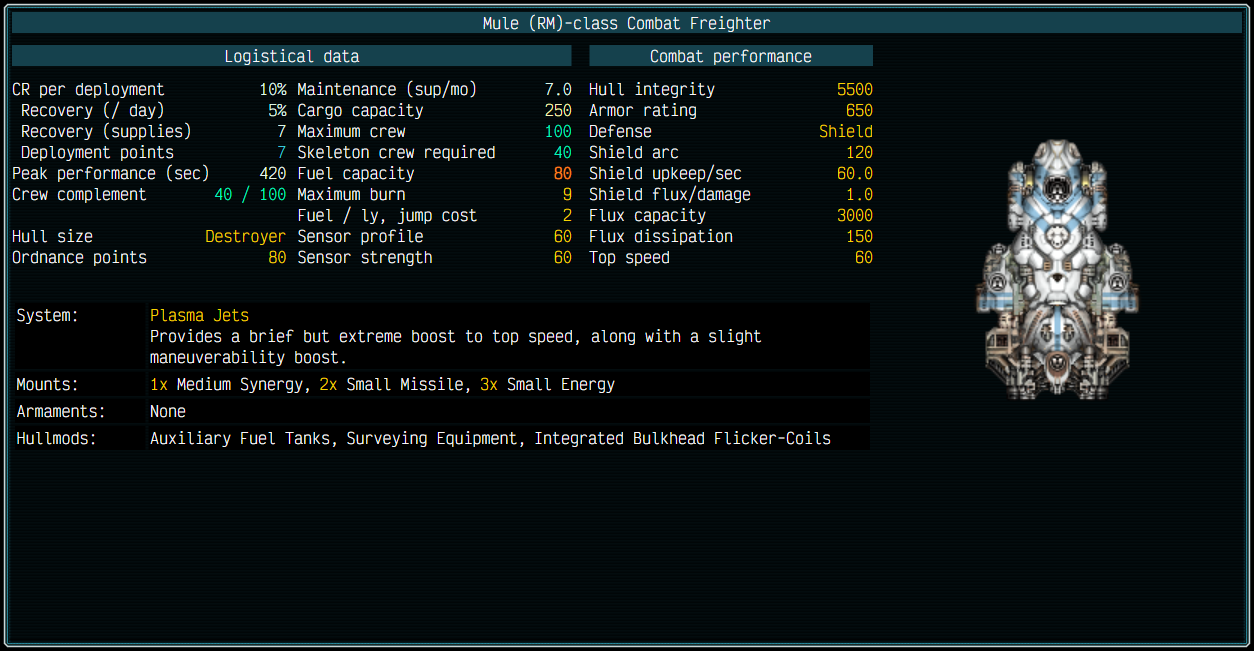 Mule (RM)-class Combat Freighter
Logistical data
CR per deployment 10%
Recovery (/ day) 5%
Recovery (supplies) 7
Deployment points 7
Peak performance (sec) 420
Crew complement 40 / 100
Hull size Destroyer
Ordnance points 80
Maintenance (sup/mo) 7.0
Cargo capacity 250
Maximum crew 100
Skeleton crew required 40
Fuel capacity 80
Maximum burn 9
Fuel / ly, jump cost 2
Sensor profile 60
Sensor strength 60
Combat performance
Hull integrity 5500
Armor rating 650
Defense Shield
Shield arc 120
Shield upkeep/sec 60.0
Shield flux/damage 1.0
Flux capacity 3000
Flux dissipation 150
Top speed 60
System: Plasma Jets
Provides a brief but extreme boost to top speed, along with a slight
maneuverability boost.
Mounts: 1x Medium Synergy, 2x Small Missile, 3x Small Energy
Armaments: None
Hullmods: Auxiliary Fuel Tanks, Surveying Equipment, Integrated Bulkhead Flicker-Coils